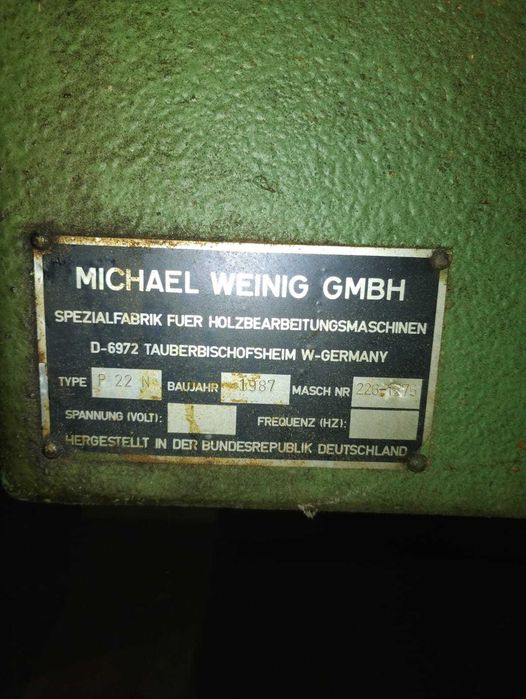 MICHAEL WEINIG GMBH
SPEZIALFABRIK FUER HOLZBEARBEITUNGSMASCHINEN
D-6972 TAUBERBISCHOFSHEIM W-GERMANY
TYPE P 22 N BAUJAHR 1987 MASCH NR
SPANNUNG (VOLT): FREQUENZ (HZ):
HERGESTELLT IN DER BUNDESREPUBLIK DEUTSCHLAND